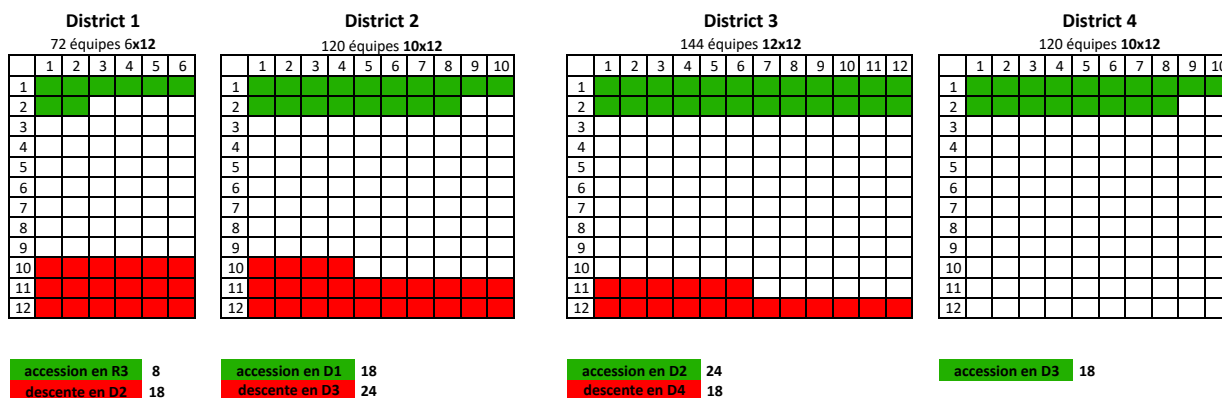 District 1
72 équipes 6x12
1 2 3 4 5 6
1
2
3
4
5
6
7
8
9
10
11
12
accession en R3 8
descente en D2 18
District 2
120 équipes 10x12
1 2 3 4 5 6 7 8 9 10
1
2
3
4
5
6
7
8
9
10
11
12
accession en D1 18
descente en D3 24
District 3
144 équipes 12x12
1 2 3 4 5 6 7 8 9 10 11 12
1
2
3
4
5
6
7
8
9
10
11
12
accession en D2 24
descente en D4 18
District 4
120 équipes 10x12
1 2 3 4 5 6 7 8 9 10
1
2
3
4
5
6
7
8
9
10
11
12
accession en D3 18